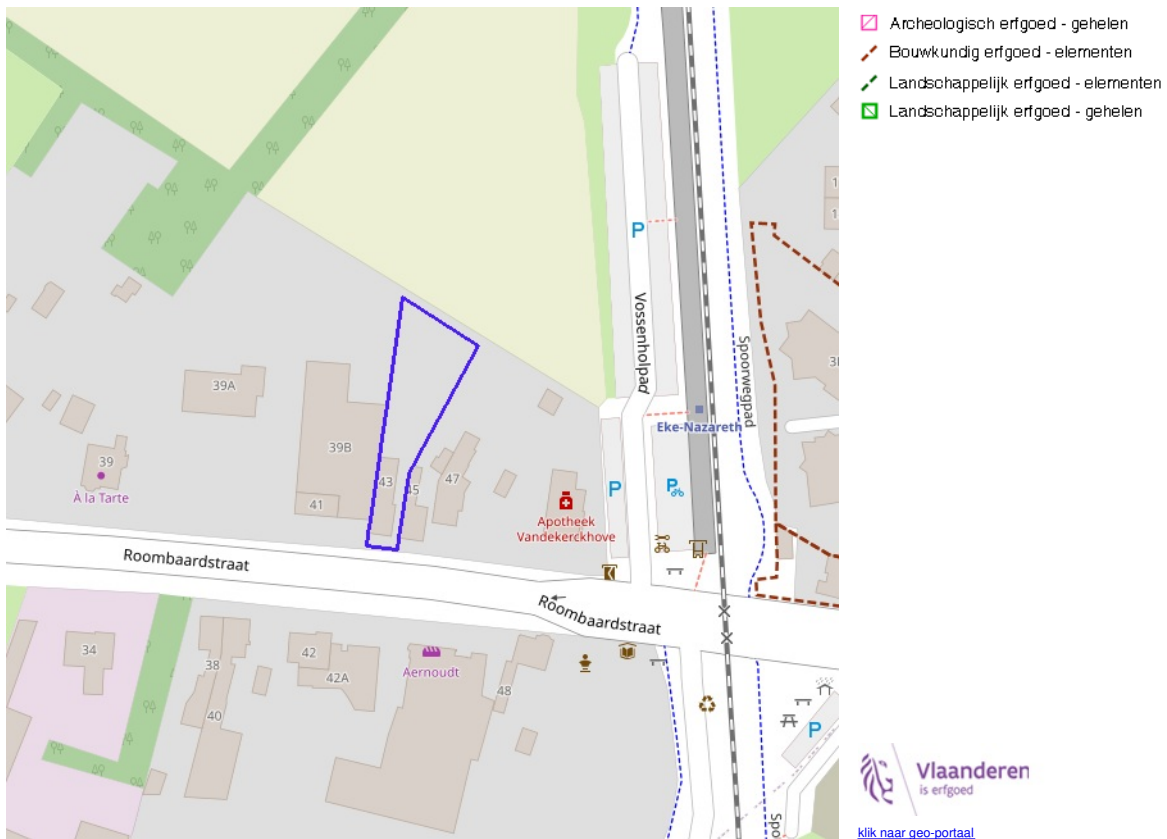 Archeologisch erfgoed - gehelen
Bouwkundig erfgoed - elementen
Landschappelijk erfgoed - elementen
Landschappelijk erfgoed - gehelen
P
Vossenholpad
Spoorwegpad
39A
39B
Eke-Nazareth
39
À la Tarte
43
45
47
41
P
P
Apotheek
Vandekerckhove
Roombaardstraat
Roombaardstraat
34
38
42
42A
Aernoudt
48
40
P
Vlaanderen
is erfgoed
klik naar geo-portaal